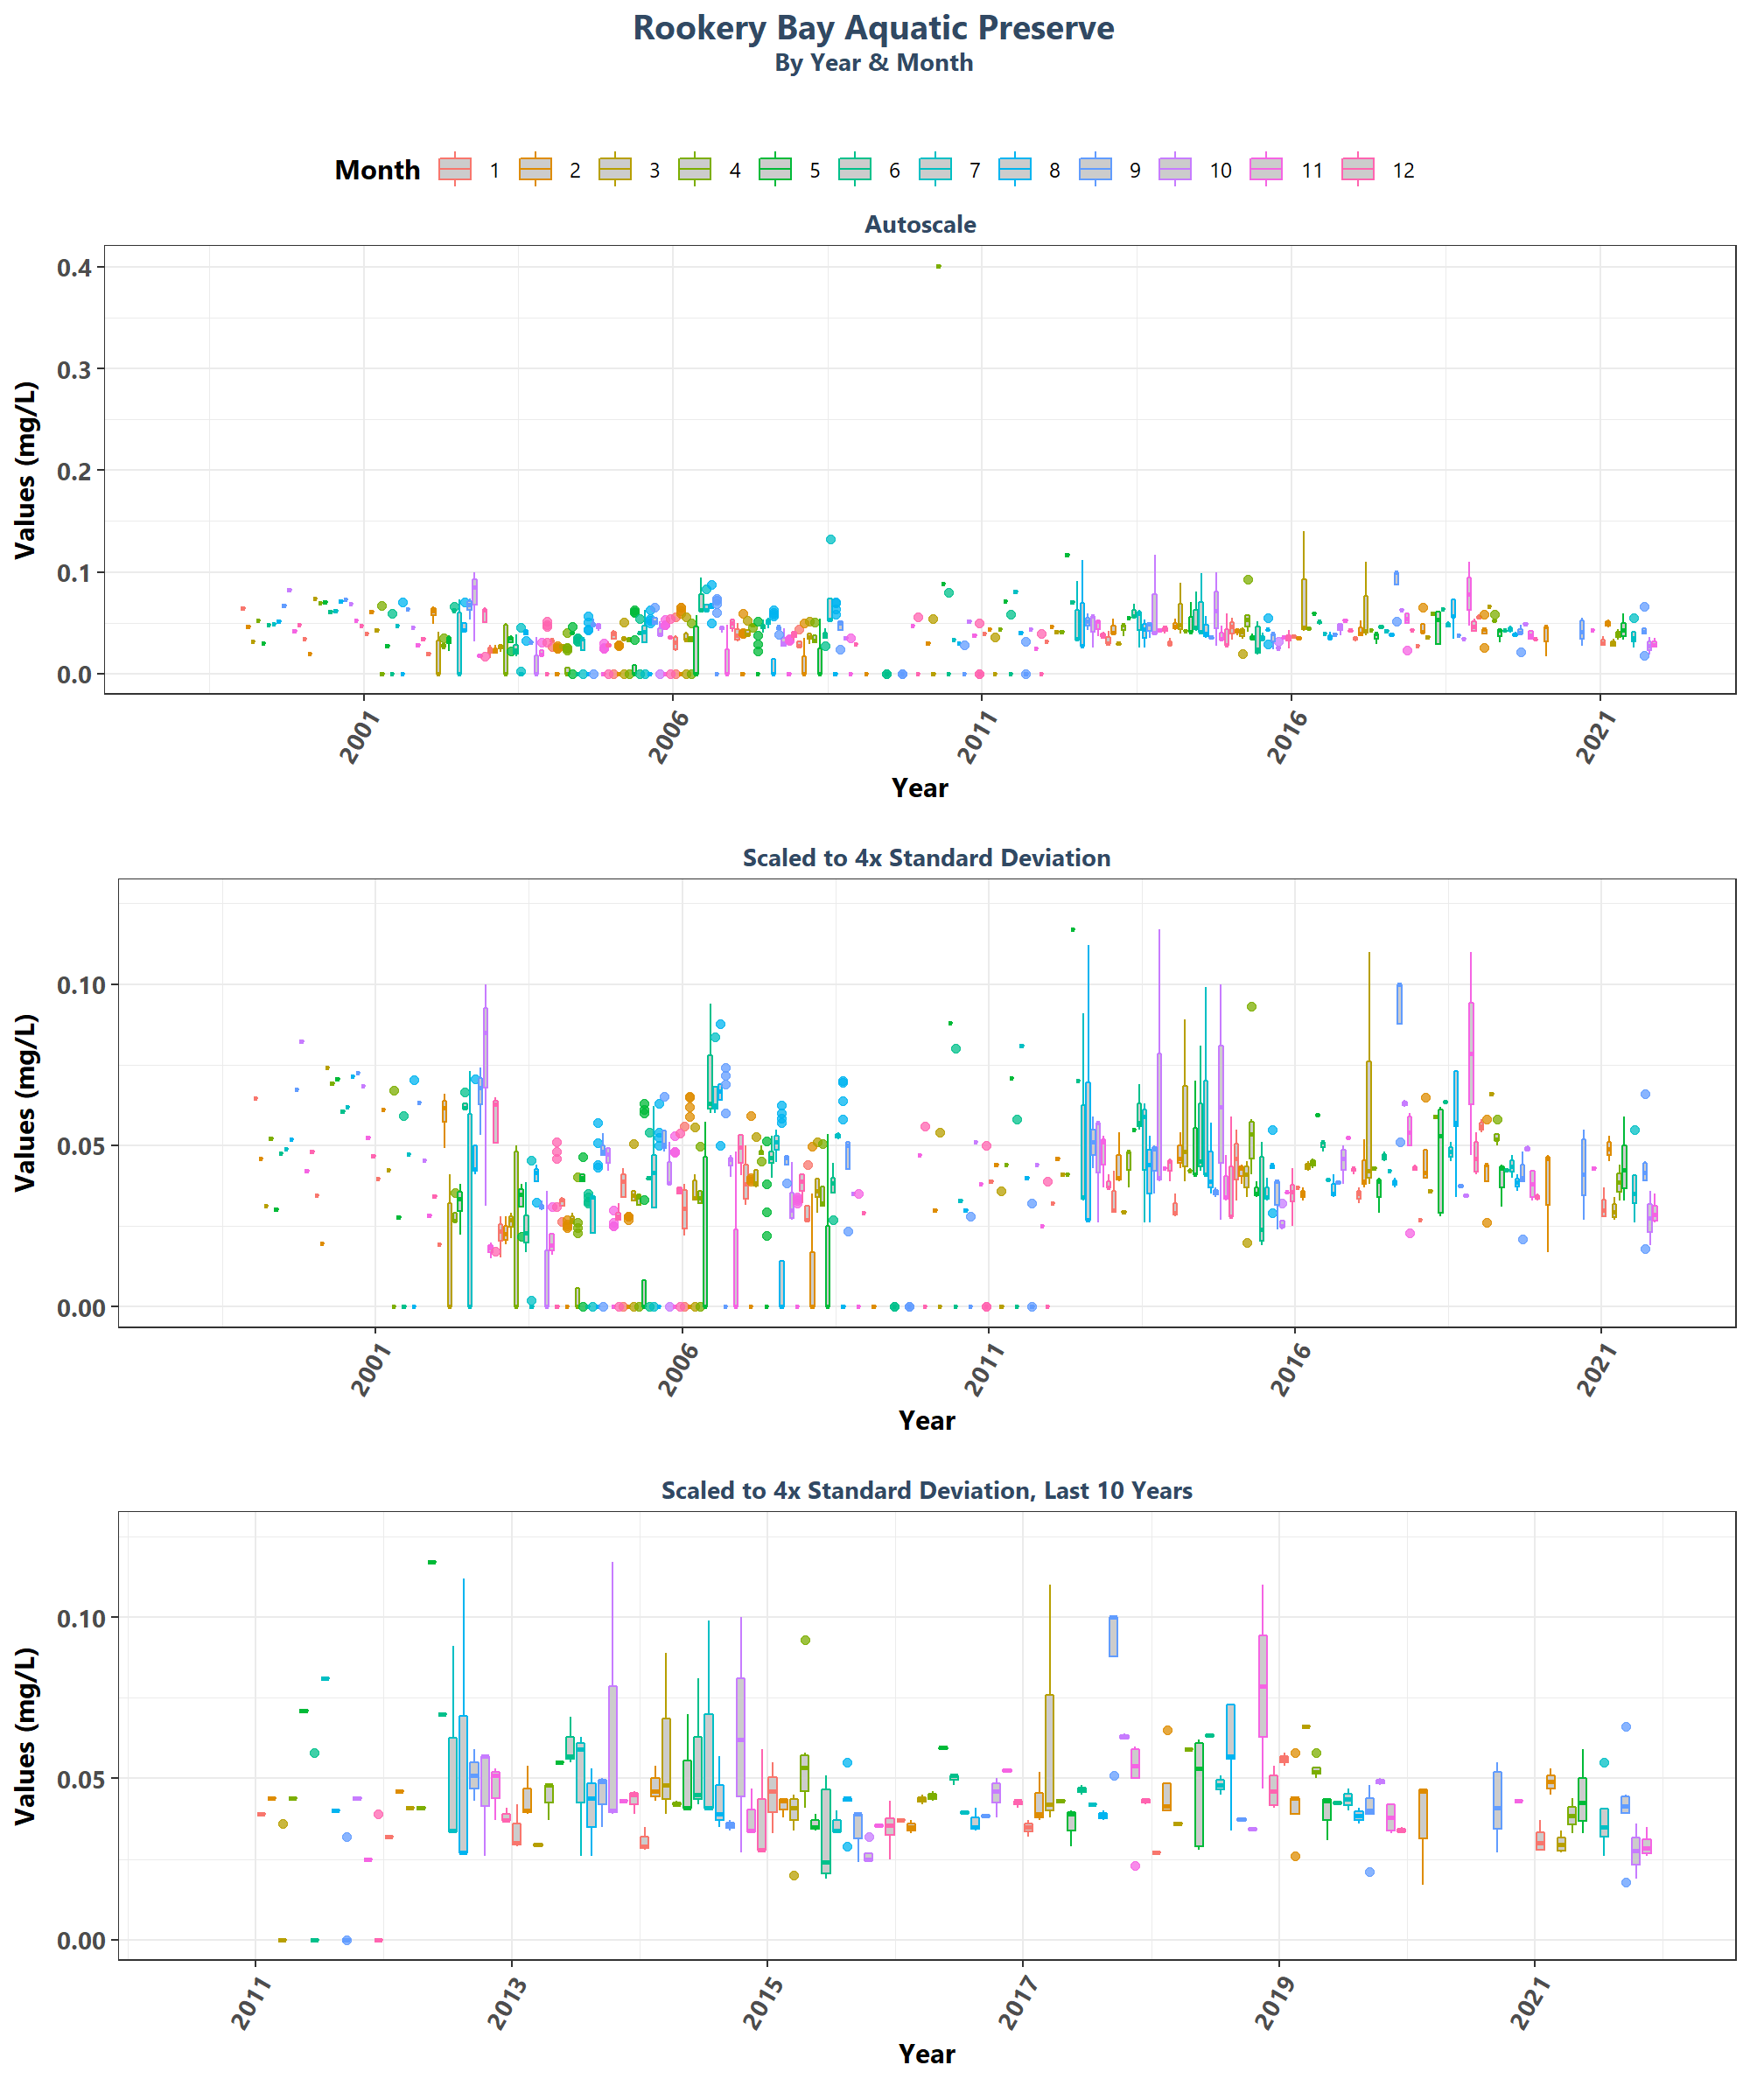 Rookery Bay Aquatic Preserve
By Year & Month
Month 1 2 3 4 5 6 7 8 9 10 11 12
Autoscale
Values (mg/L)
0.4
0.3
0.2
0.1
0.0
2001 2006 2011 2016 2021
Year
Scaled to 4x Standard Deviation
Values (mg/L)
0.10
0.05
0.00
2001 2006 2011 2016 2021
Year
Scaled to 4x Standard Deviation, Last 10 Years
Values (mg/L)
0.10
0.05
0.00
2011 2013 2015 2017 2019 2021
Year